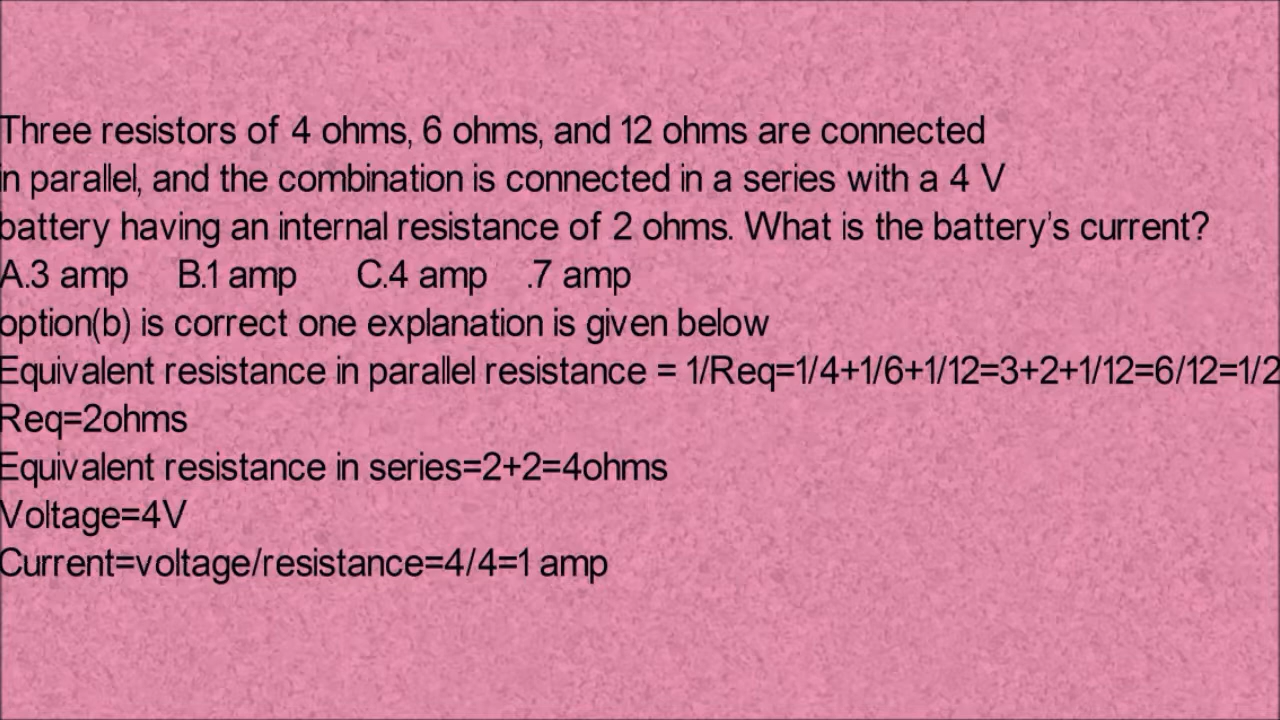 Three resistors of 4 ohms, 6 ohms, and 12 ohms are connected
in parallel, and the combination is connected in a series with a 4 V
battery having an internal resistance of 2 ohms. What is the battery's current?
A.3 amp B.1 amp C.4 amp .7 amp
option(b) is correct one explanation is given below
Equivalent resistance in parallel resistance = 1/Req=1/4+1/6+1/12=3+2+1/12=6/12=1/2
Req=2ohms
Equivalent resistance in series=2+2=4ohms
Voltage=4V
Current=voltage/resistance=4/4=1 amp